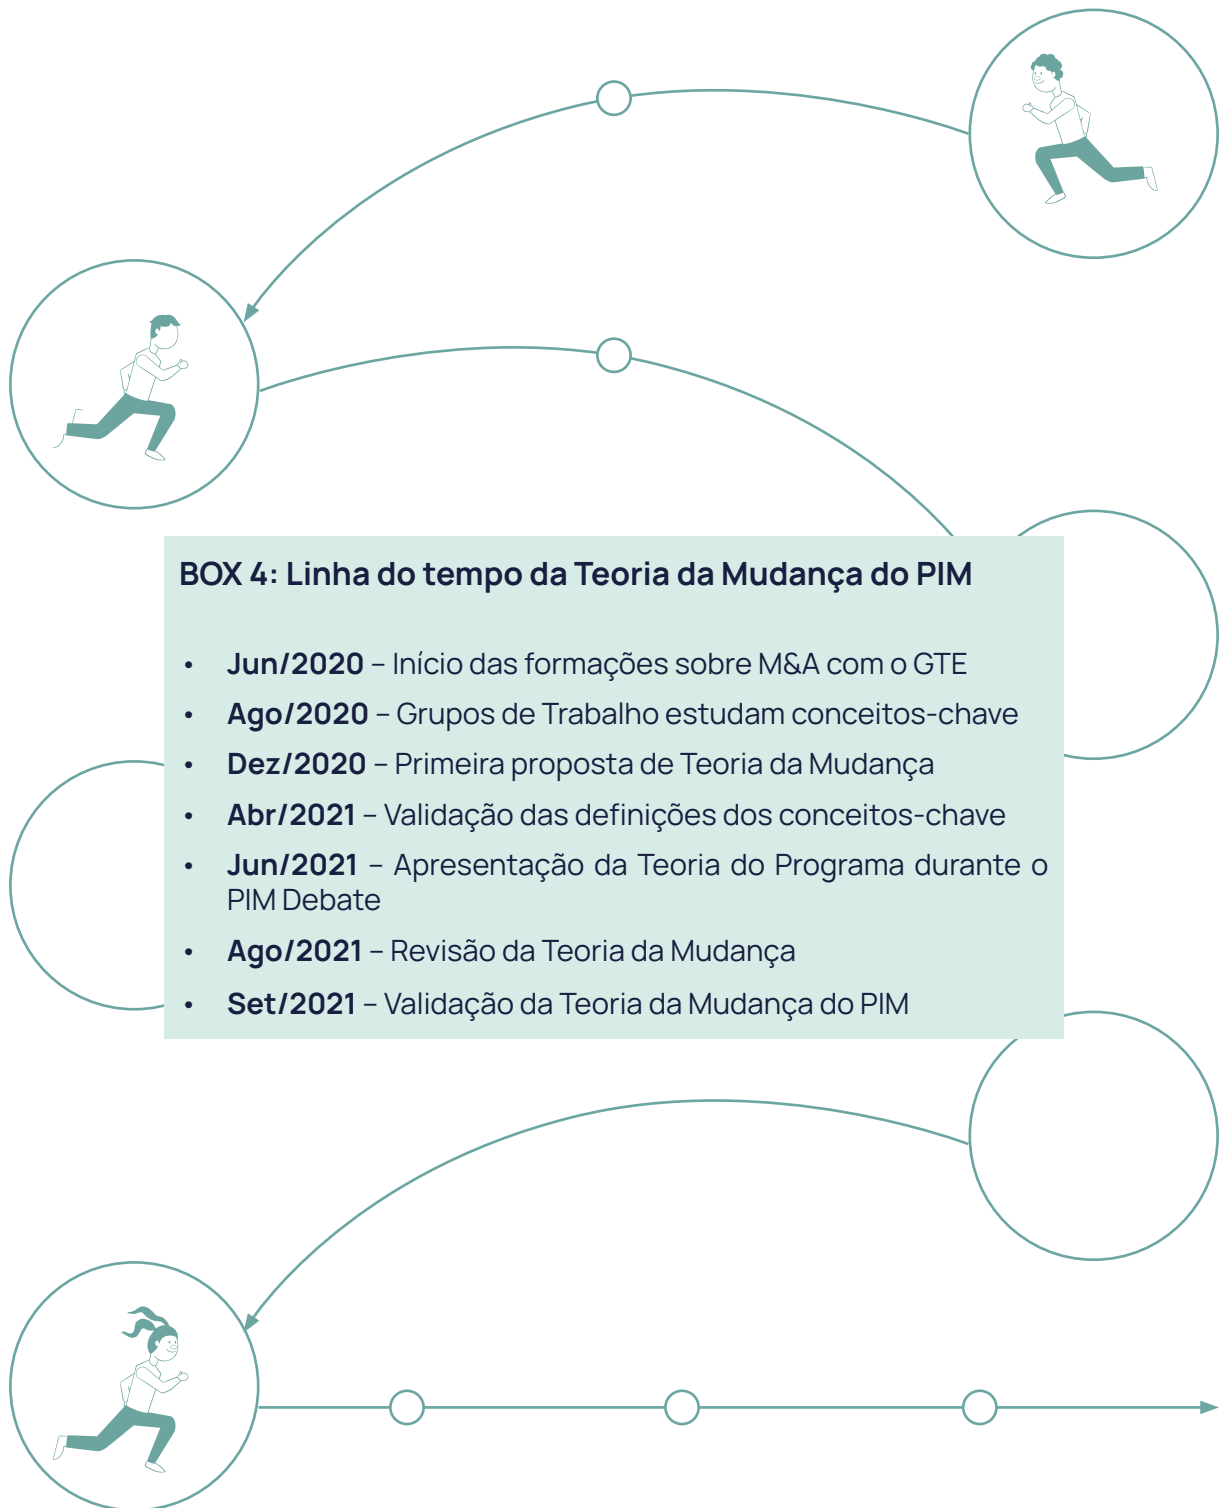 BOX 4: Linha do tempo da Teoria da Mudança do PIM
• Jun/2020 – Início das formações sobre M&A com o GTE
• Ago/2020 – Grupos de Trabalho estudam conceitos-chave
• Dez/2020 – Primeira proposta de Teoria da Mudança
• Abr/2021 – Validação das definições dos conceitos-chave
• Jun/2021 – Apresentação da Teoria do Programa durante o
PIM Debate
• Ago/2021 – Revisão da Teoria da Mudança
• Set/2021 – Validação da Teoria da Mudança do PIM